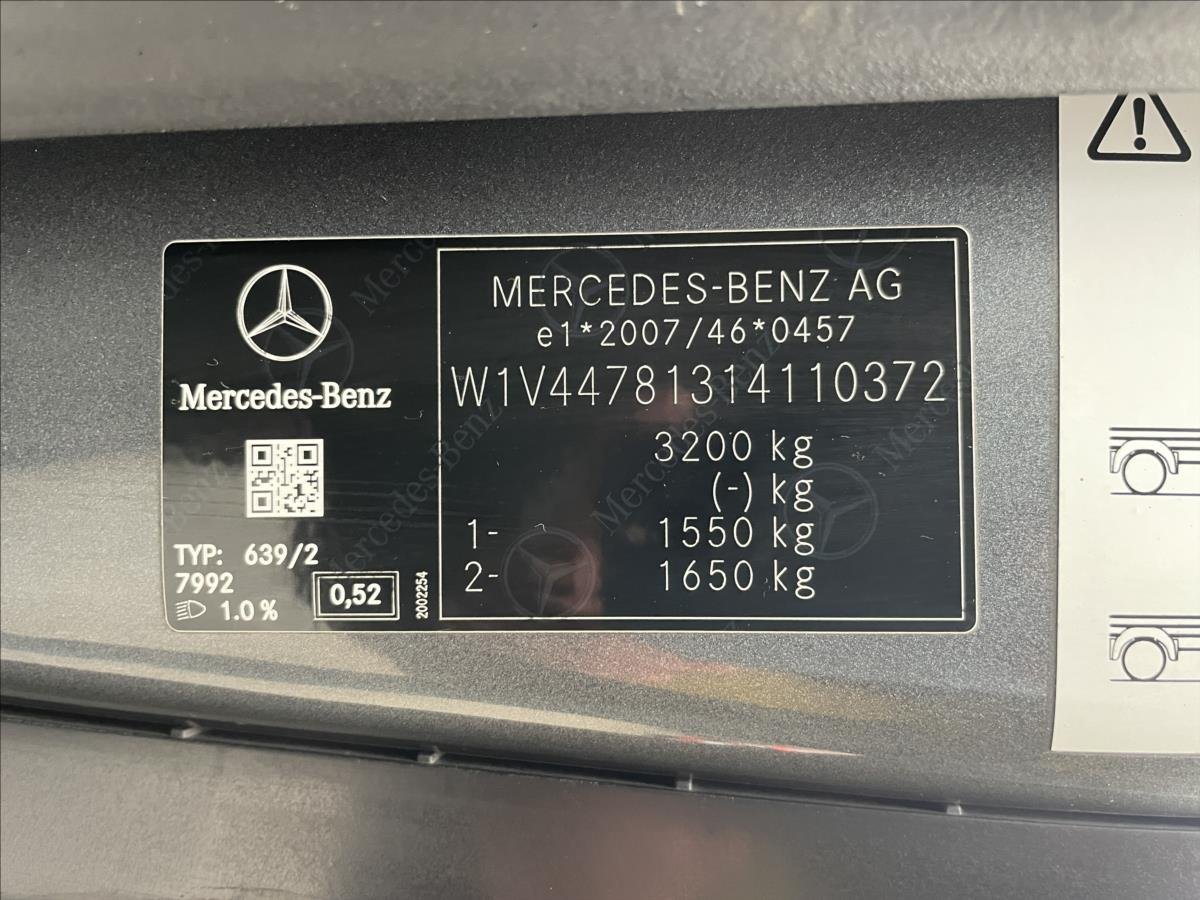 Mercedes-Benz
TYP: 639/2
7992
1.0 %
0,52
2002254
MERCEDES-BENZ AG
e1*2007/46*0457
W1V44781314110372
3200 kg
(-) kg
1- 1550 kg
2- 1650 kg